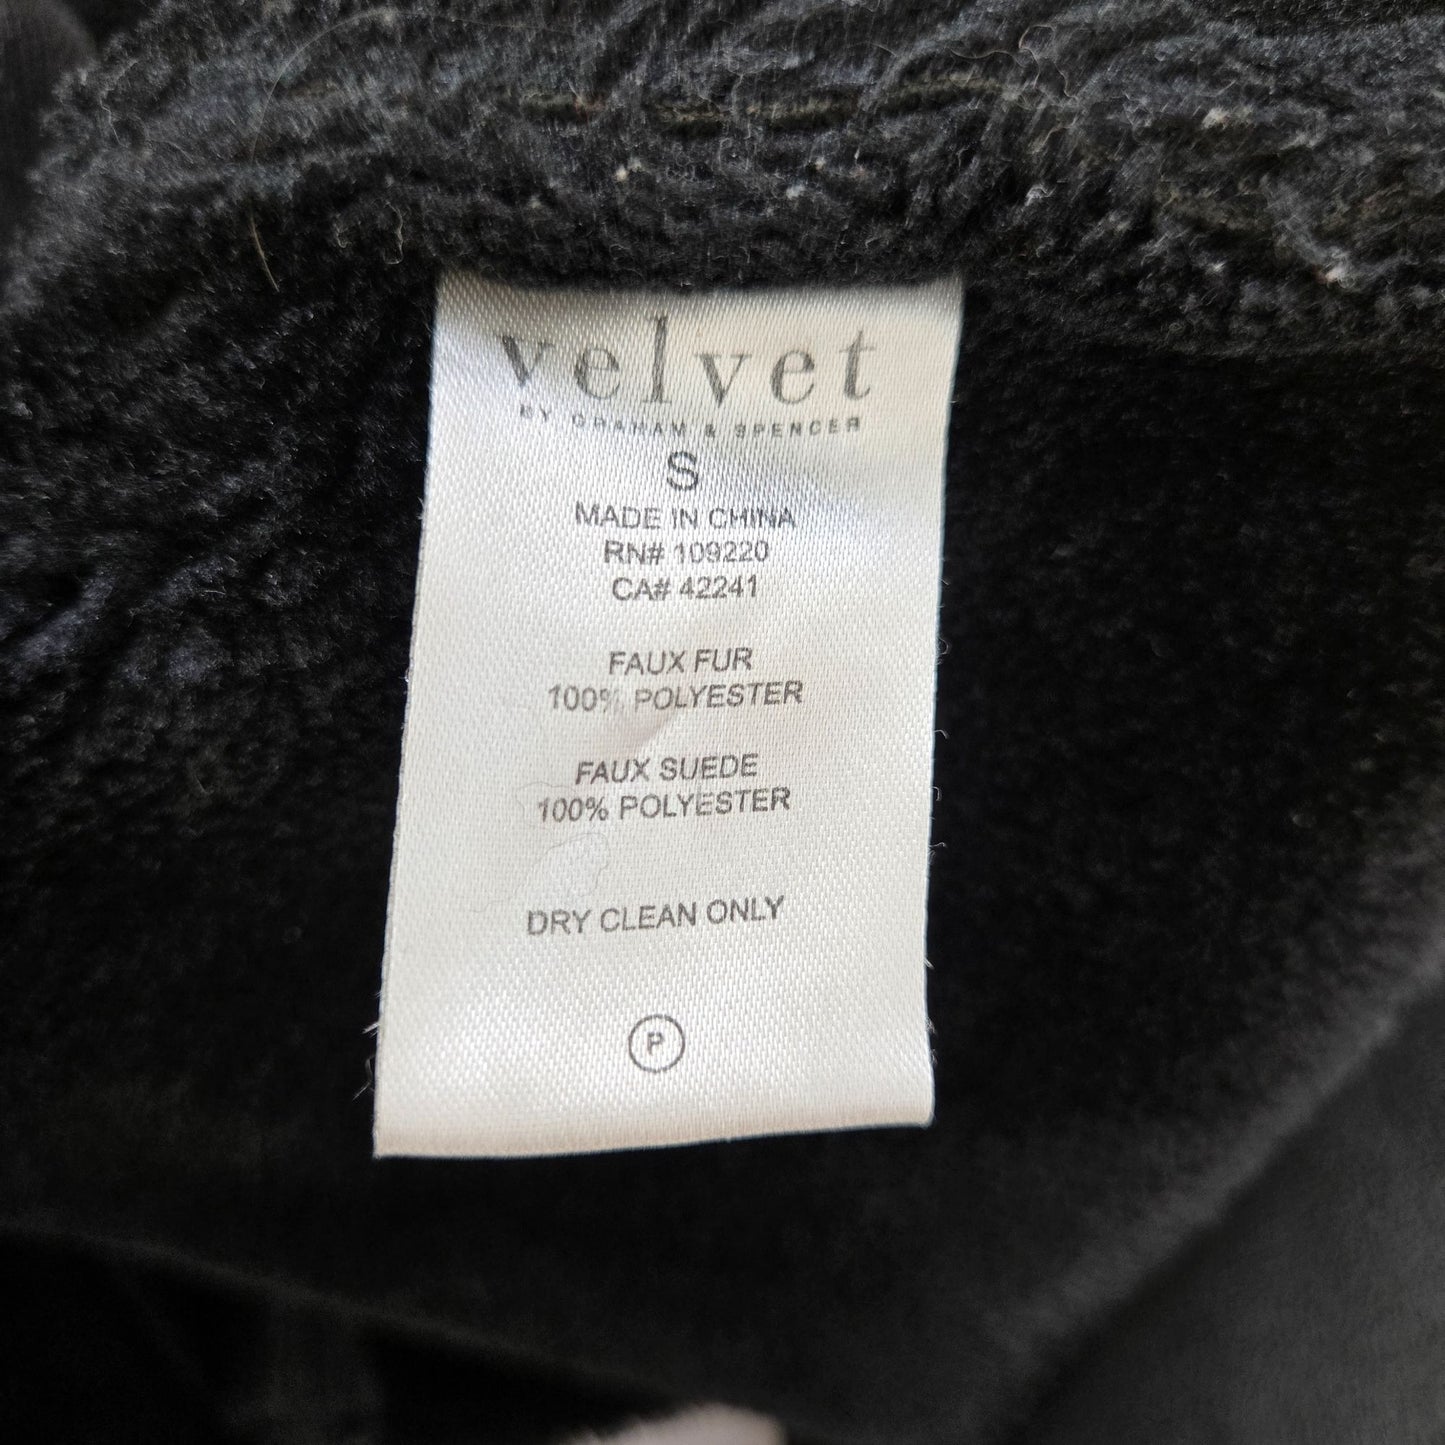 velvet
BY GRAHAM & SPENCER
S
MADE IN CHINA
RN# 109220
CA# 42241
FAUX FUR
100% POLYESTER
FAUX SUEDE
100% POLYESTER
DRY CLEAN ONLY
P